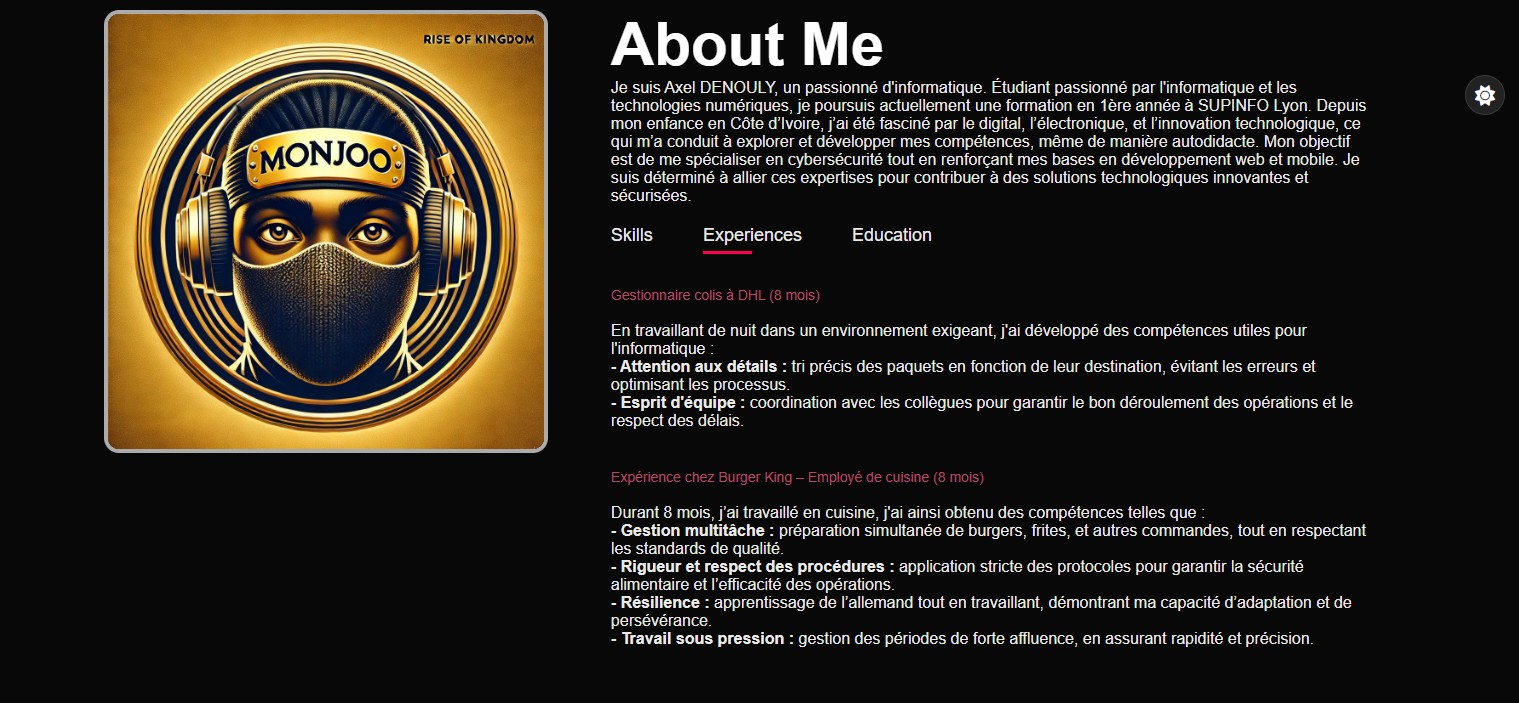 RISE OF KINGDOM
MONJOO
About Me
Je suis Axel DENOULY, un passionné d'informatique. Étudiant passionné par l'informatique et les
technologies numériques, je poursuis actuellement une formation en 1ère année à SUPINFO Lyon. Depuis
mon enfance en Côte d’Ivoire, j’ai été fasciné par le digital, l’électronique, et l’innovation technologique, ce
qui m’a conduit à explorer et développer mes compétences, même de manière autodidacte. Mon objectif
est de me spécialiser en cybersécurité tout en renforçant mes bases en développement web et mobile. Je
suis déterminé à allier ces expertises pour contribuer à des solutions technologiques innovantes et
sécurisées.
Skills Experiences Education
Gestionnaire colis à DHL (8 mois)
En travaillant de nuit dans un environnement exigeant, j'ai développé des compétences utiles pour
l'informatique :
- Attention aux détails : tri précis des paquets en fonction de leur destination, évitant les erreurs et
optimisant les processus.
- Esprit d'équipe : coordination avec les collègues pour garantir le bon déroulement des opérations et le
respect des délais.
Expérience chez Burger King – Employé de cuisine (8 mois)
Durant 8 mois, j’ai travaillé en cuisine, j'ai ainsi obtenu des compétences telles que :
- Gestion multitâche : préparation simultanée de burgers, frites, et autres commandes, tout en respectant
les standards de qualité.
- Rigueur et respect des procédures : application stricte des protocoles pour garantir la sécurité
alimentaire et l’efficacité des opérations.
- Résilience : apprentissage de l’allemand tout en travaillant, démontrant ma capacité d’adaptation et de
persévérance.
- Travail sous pression : gestion des périodes de forte affluence, en assurant rapidité et précision.